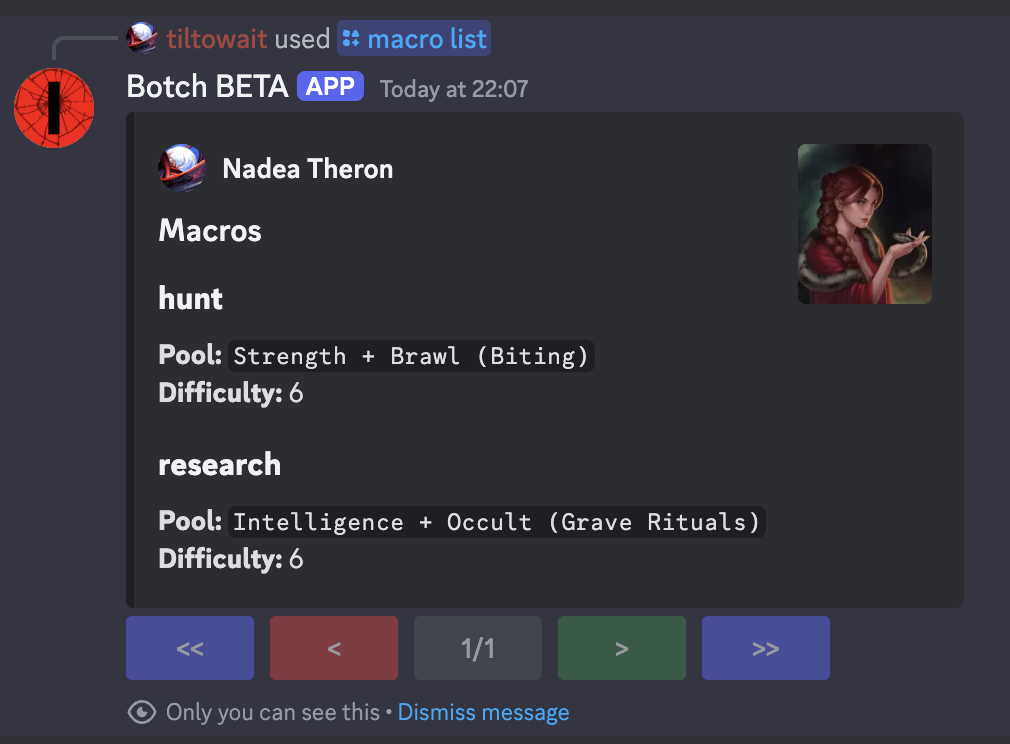 tiltowait used macro list
Botch BETA APP Today at 22:07
Nadea Theron
Macros
hunt
Pool: Strength + Brawl (Biting)
Difficulty: 6
research
Pool: Intelligence + Occult (Grave Rituals)
Difficulty: 6
<< < 1/1 > >>
Only you can see this • Dismiss message